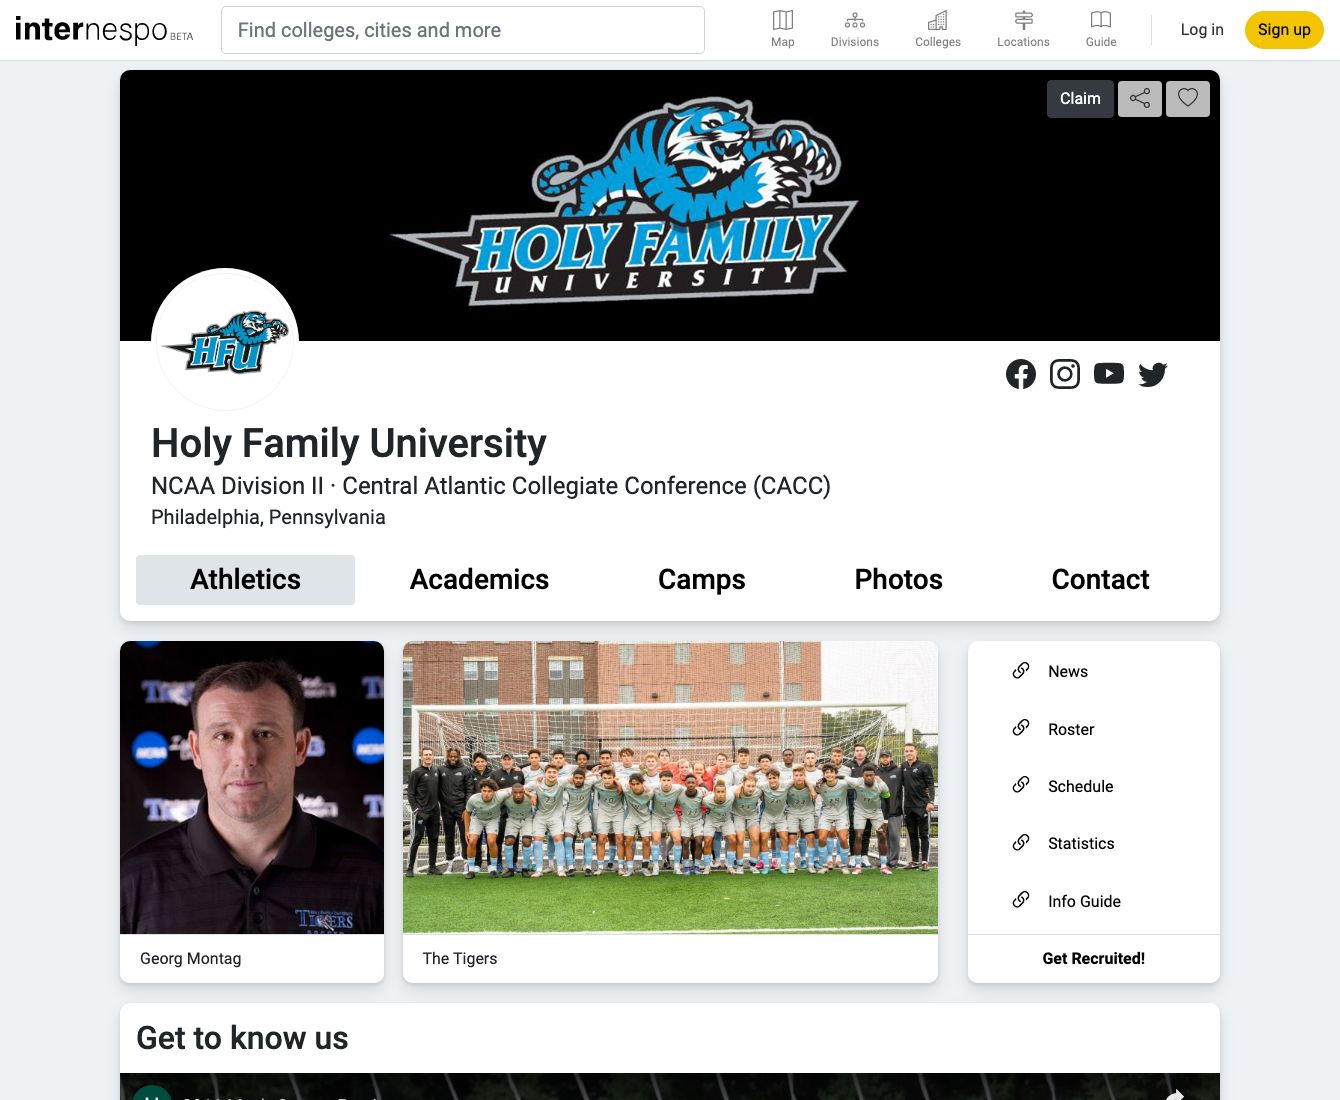 internespo BETA
Find colleges, cities and more
Map
Divisions
Colleges
Locations
Guide
Log in
Sign up
Claim
HOLY FAMILY
UNIVERSITY
HFU
Holy Family University
NCAA Division II · Central Atlantic Collegiate Conference (CACC)
Philadelphia, Pennsylvania
Athletics
Academics
Camps
Photos
Contact
NCAA
TIGERS
News
Roster
Schedule
Statistics
Info Guide
Georg Montag
The Tigers
Get Recruited!
Get to know us